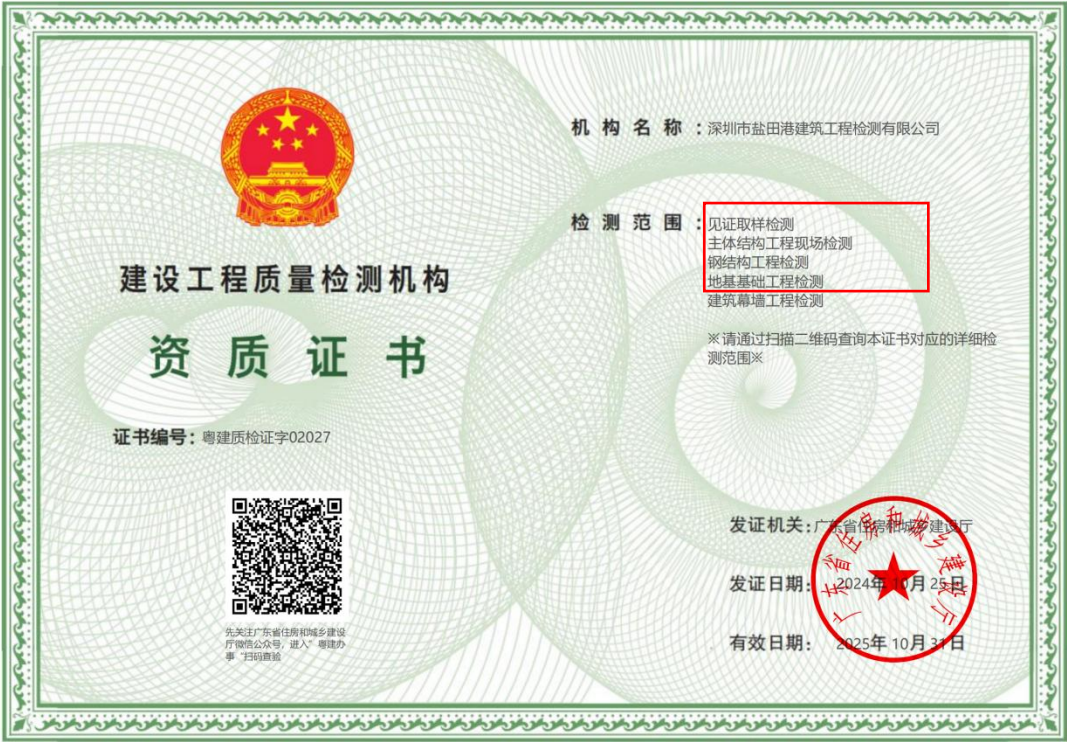 机构名称：深圳市盐田港建筑工程检测有限公司
检测范围：见证取样检测
主体结构工程现场检测
钢结构工程检测
地基基础工程检测
建筑幕墙工程检测
※请通过扫描二维码查询本证书对应的详细检
测范围※
建设工程质量检测机构
资质证书
证书编号：粤建质检证字02027
先关注广东省住房和城乡建设
厅微信公众号，进入”粤建办
事“扫码查验
发证机关：广东省住房和城乡建设厅
发证日期：2024年10月25日
有效日期：2025年10月31日
广东省住房和城乡建设厅